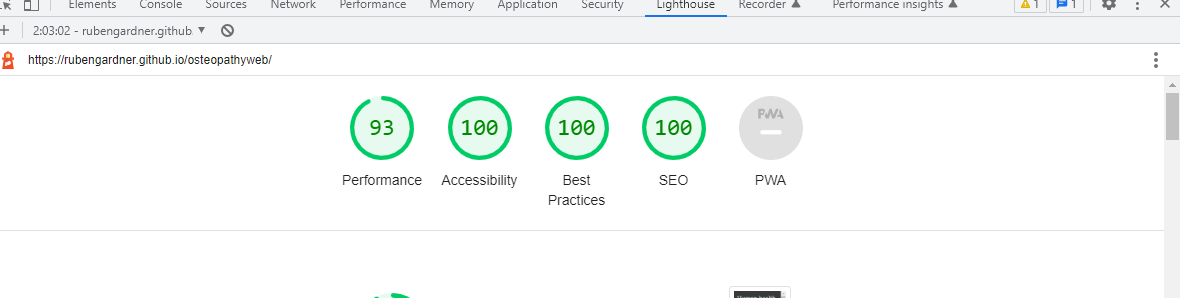 Elements Console Sources Network Performance Memory Application Security Lighthouse Recorder Performance insights 1 1
2:03:02 - rubengardner.github.
https://rubengardner.github.io/osteopathyweb/
93 100 100 100 PWA
Performance Accessibility Best Practices SEO PWA